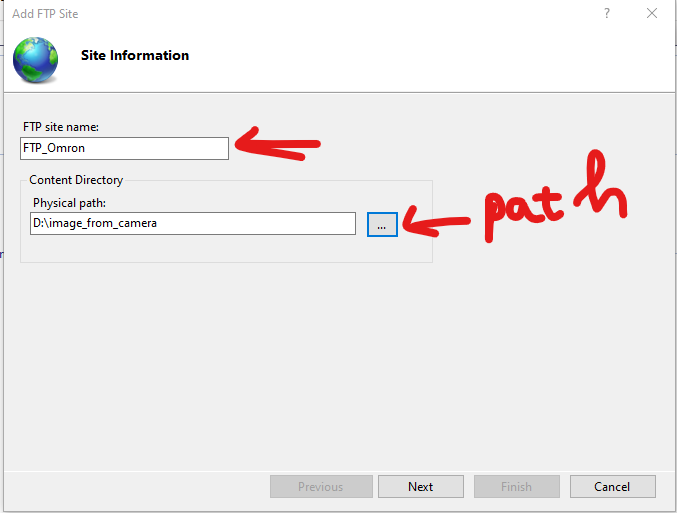 Add FTP Site
?
Site Information
FTP site name:
FTP_Omron
Content Directory
Physical path:
D:\image_from_camera
...
path
Previous
Next
Finish
Cancel